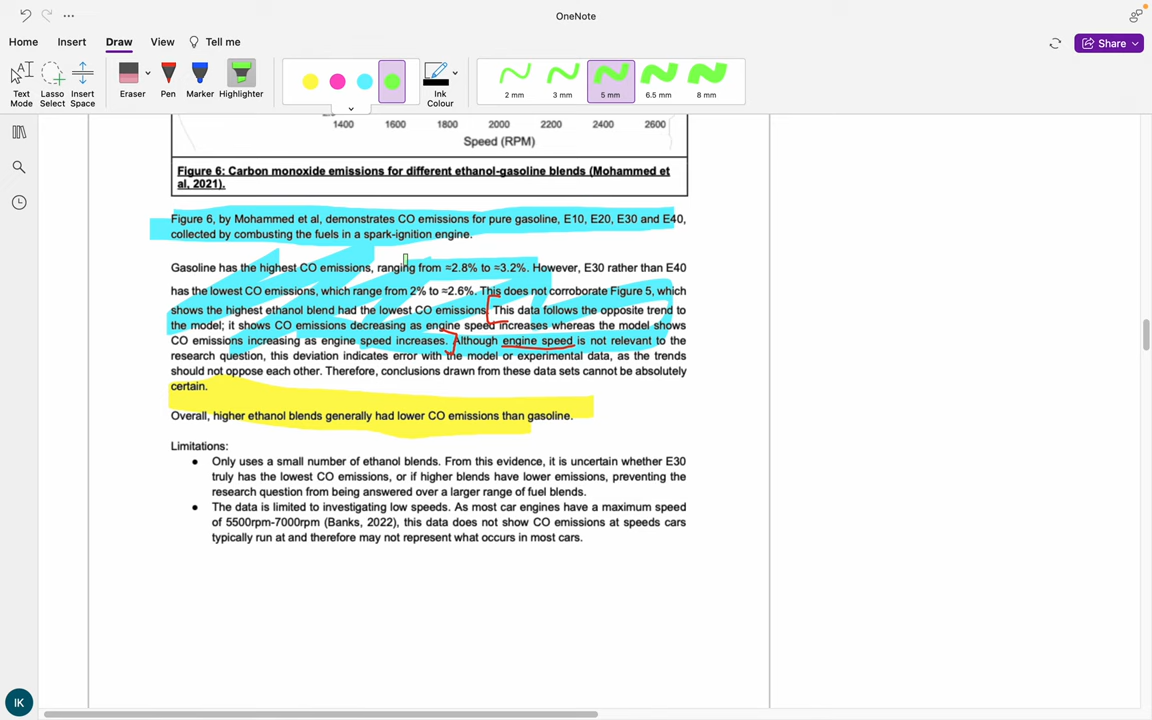 OneNote
Home Insert Draw View Tell me
Share
Text Mode
Lasso Select
Insert Space
Eraser
Pen
Marker
Highlighter
Ink Colour
2 mm
3 mm
5 mm
6.5 mm
8 mm
1400 1600 1800 2000 2200 2400 2600
Speed (RPM)
Figure 6: Carbon monoxide emissions for different ethanol-gasoline blends (Mohammed et
al, 2021).
Figure 6, by Mohammed et al, demonstrates CO emissions for pure gasoline, E10, E20, E30 and E40,
collected by combusting the fuels in a spark-ignition engine.
Gasoline has the highest CO emissions, ranging from ≈2.8% to ≈3.2%. However, E30 rather than E40
has the lowest CO emissions, which range from 2% to ≈2.6%. This does not corroborate Figure 5, which
shows the highest ethanol blend had the lowest CO emissions. This data follows the opposite trend to
the model; it shows CO emissions decreasing as engine speed increases whereas the model shows
CO emissions increasing as engine speed increases. Although engine speed is not relevant to the
research question, this deviation indicates error with the model or experimental data, as the trends
should not oppose each other. Therefore, conclusions drawn from these data sets cannot be absolutely
certain.
Overall, higher ethanol blends generally had lower CO emissions than gasoline.
Limitations:
● Only uses a small number of ethanol blends. From this evidence, it is uncertain whether E30
truly has the lowest CO emissions, or if higher blends have lower emissions, preventing the
research question from being answered over a larger range of fuel blends.
● The data is limited to investigating low speeds. As most car engines have a maximum speed
of 5500rpm-7000rpm (Banks, 2022), this data does not show CO emissions at speeds cars
typically run at and therefore may not represent what occurs in most cars.
IK